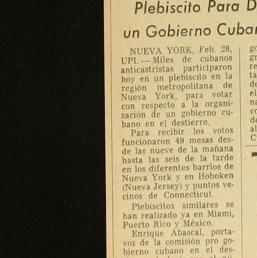 Plebiscito Para D
un Gobierno Cuban
NUEVA YORK, Feb. 28,
UPI.— Miles de cubanos
anticastristas participaron
hoy en un plebiscito en la
región metropolitana de
Nueva York, para votar
con respecto a la organi-
zación de un gobierno cu-
bano en el destierro.
Para recibir los votos
funcionaron 49 mesas des-
des las nueve de la mañana
hasta las seis de la tarde
en los diferentes barrios de
Nueva York y en Hoboken
(Nueva Jersey) y puntos ve-
cinos de Connecticut.
Plebiscitos similares se
han realizado ya en Miami,
Puerto Rico y México.
Enrique Abascal, porta-
voz de la comisión pro go-
bierno cubano en el des-